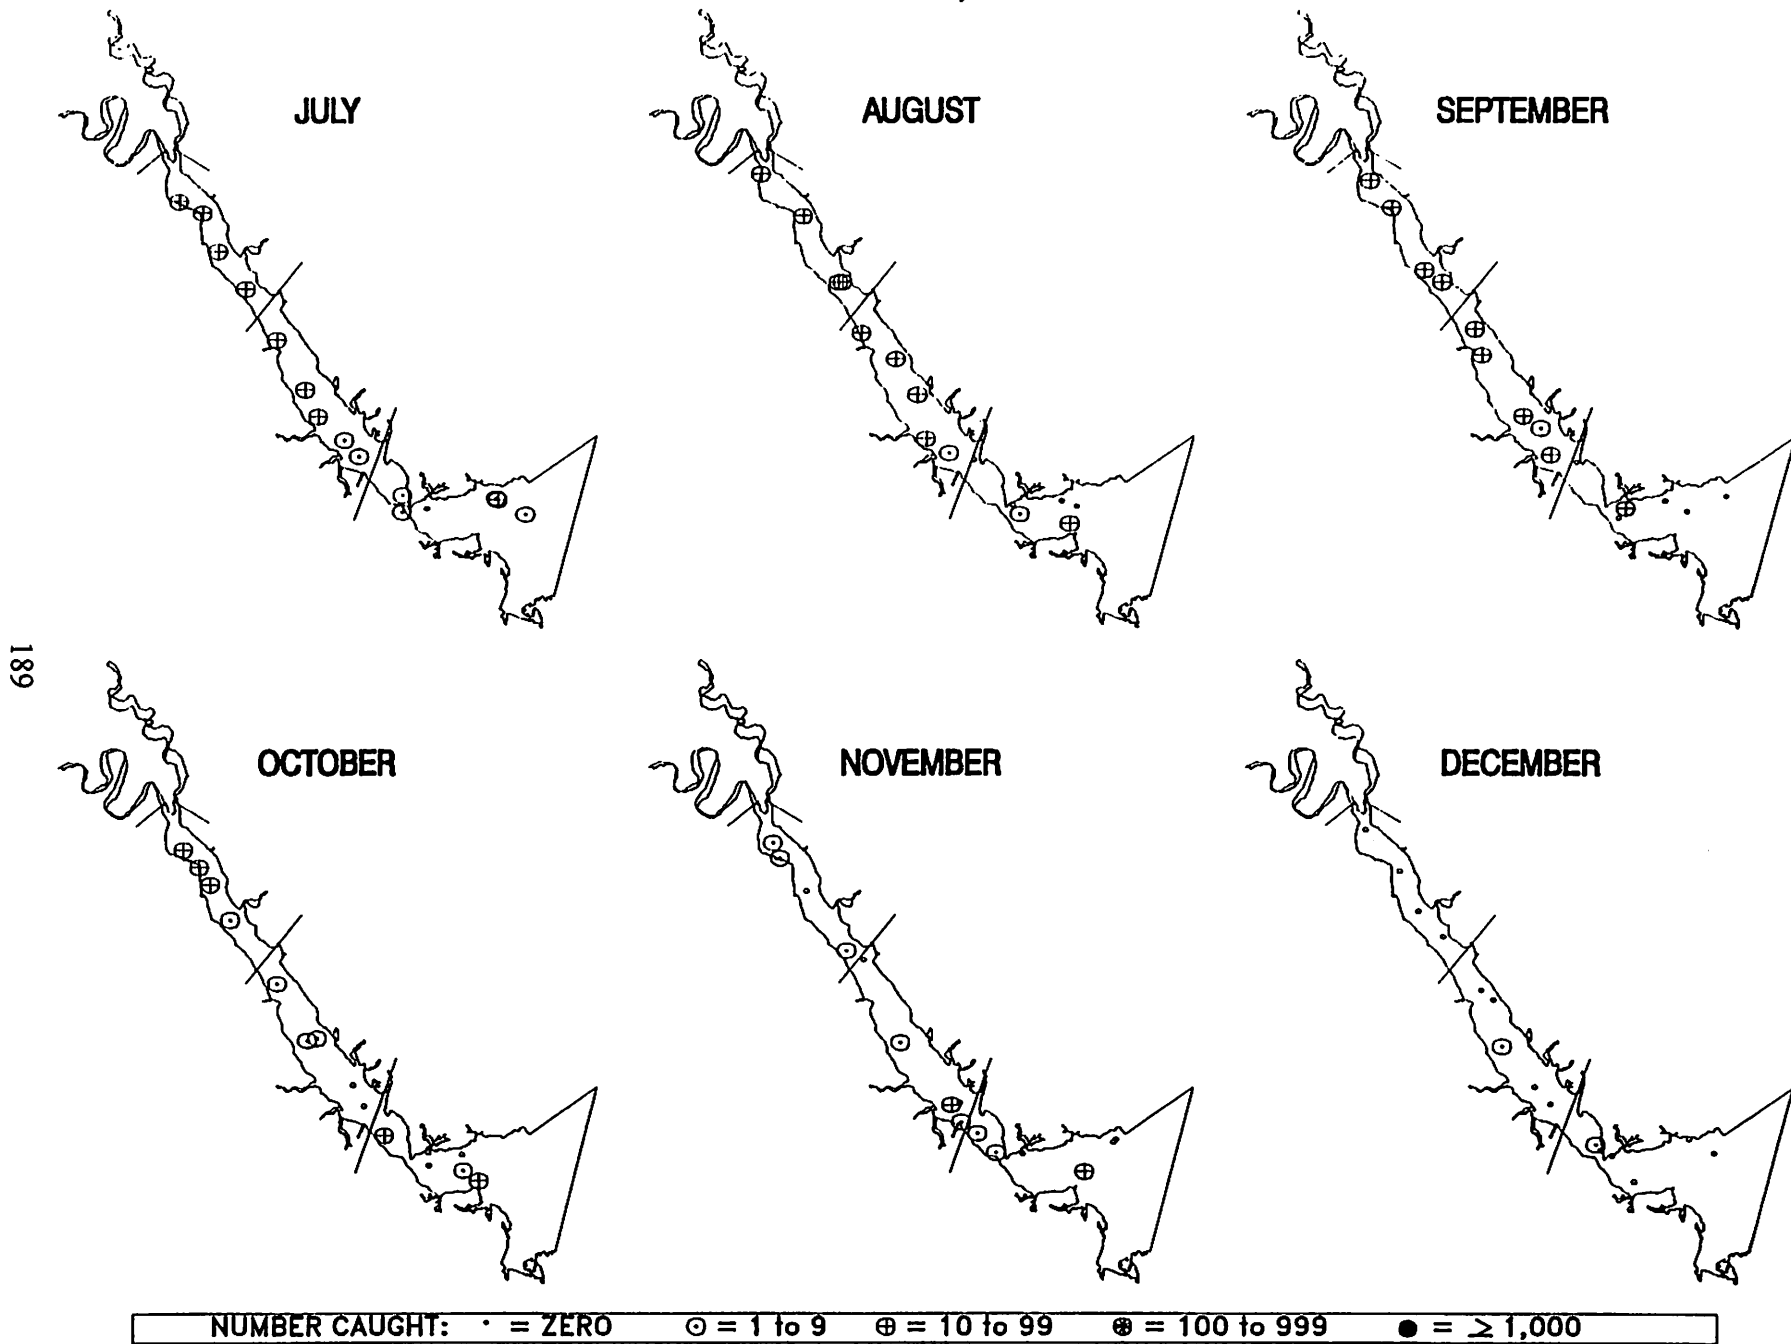 JULY
AUGUST
SEPTEMBER
189
OCTOBER
NOVEMBER
DECEMBER
NUMBER CAUGHT: · = ZERO ⊙ = 1 to 9 ⊕ = 10 to 99 ⊛ = 100 to 999 ● = ≥ 1,000